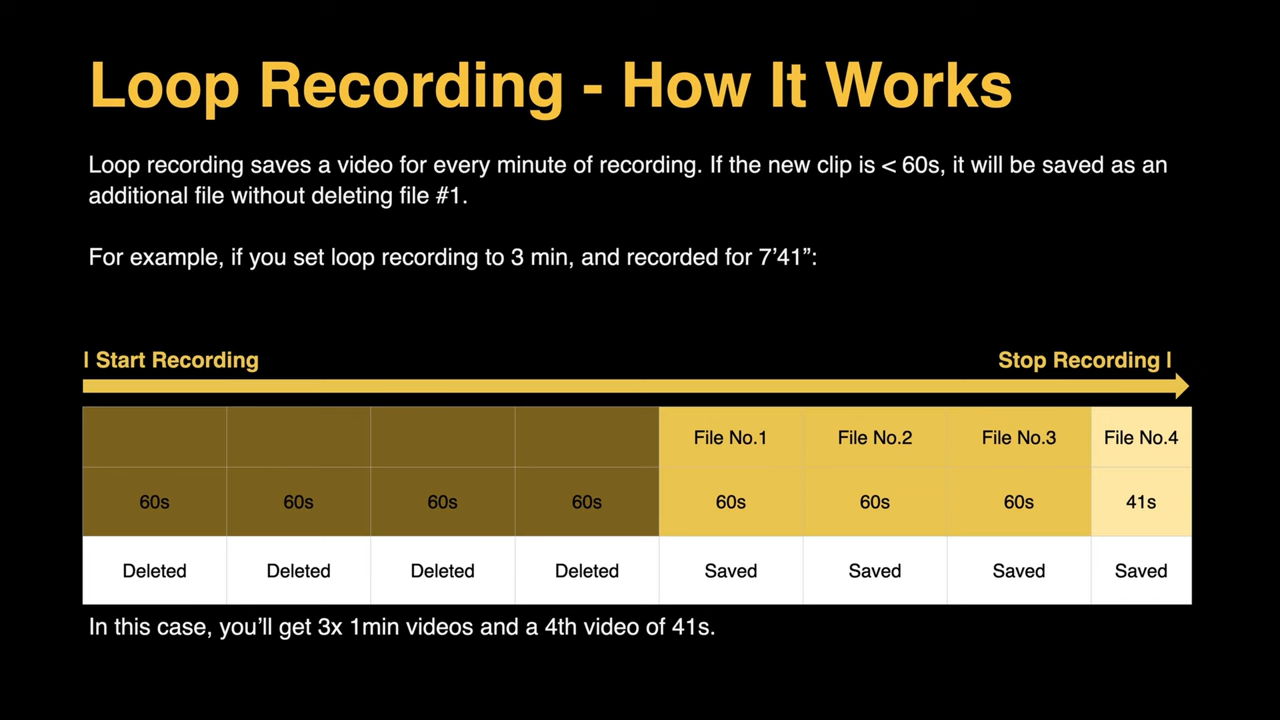 Loop Recording - How It Works
Loop recording saves a video for every minute of recording. If the new clip is < 60s, it will be saved as an
additional file without deleting file #1.
For example, if you set loop recording to 3 min, and recorded for 7’41”:
| Start Recording
Stop Recording |
File No.1 File No.2 File No.3 File No.4
60s 60s 60s 60s 60s 60s 60s 41s
Deleted Deleted Deleted Deleted Saved Saved Saved Saved
In this case, you’ll get 3x 1min videos and a 4th video of 41s.